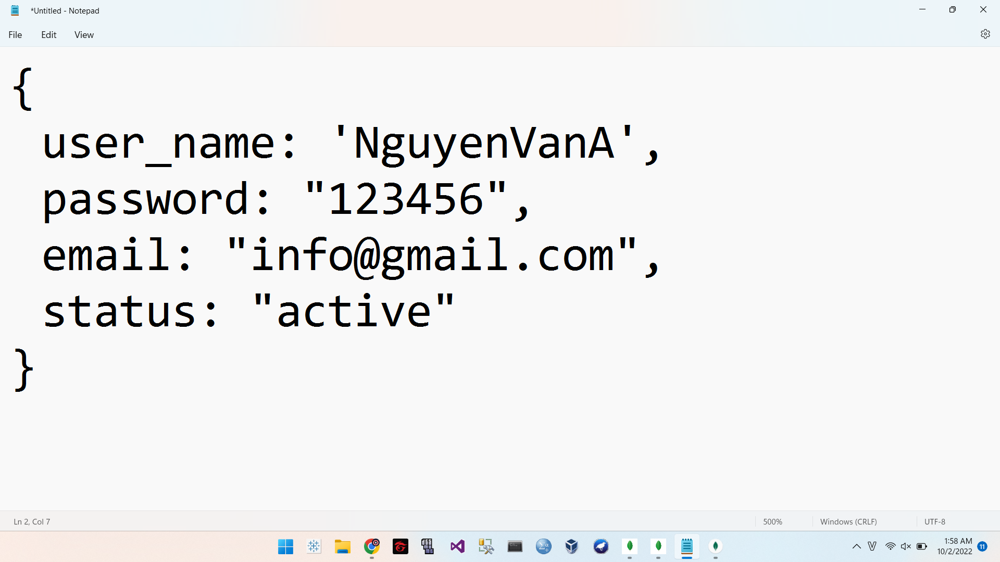 *Untitled - Notepad
File Edit View
{
user_name: 'NguyenVanA',
password: "123456",
email: "info@gmail.com",
status: "active"
}
Ln 2, Col 7 500% Windows (CRLF) UTF-8
1:58 AM
10/2/2022 11